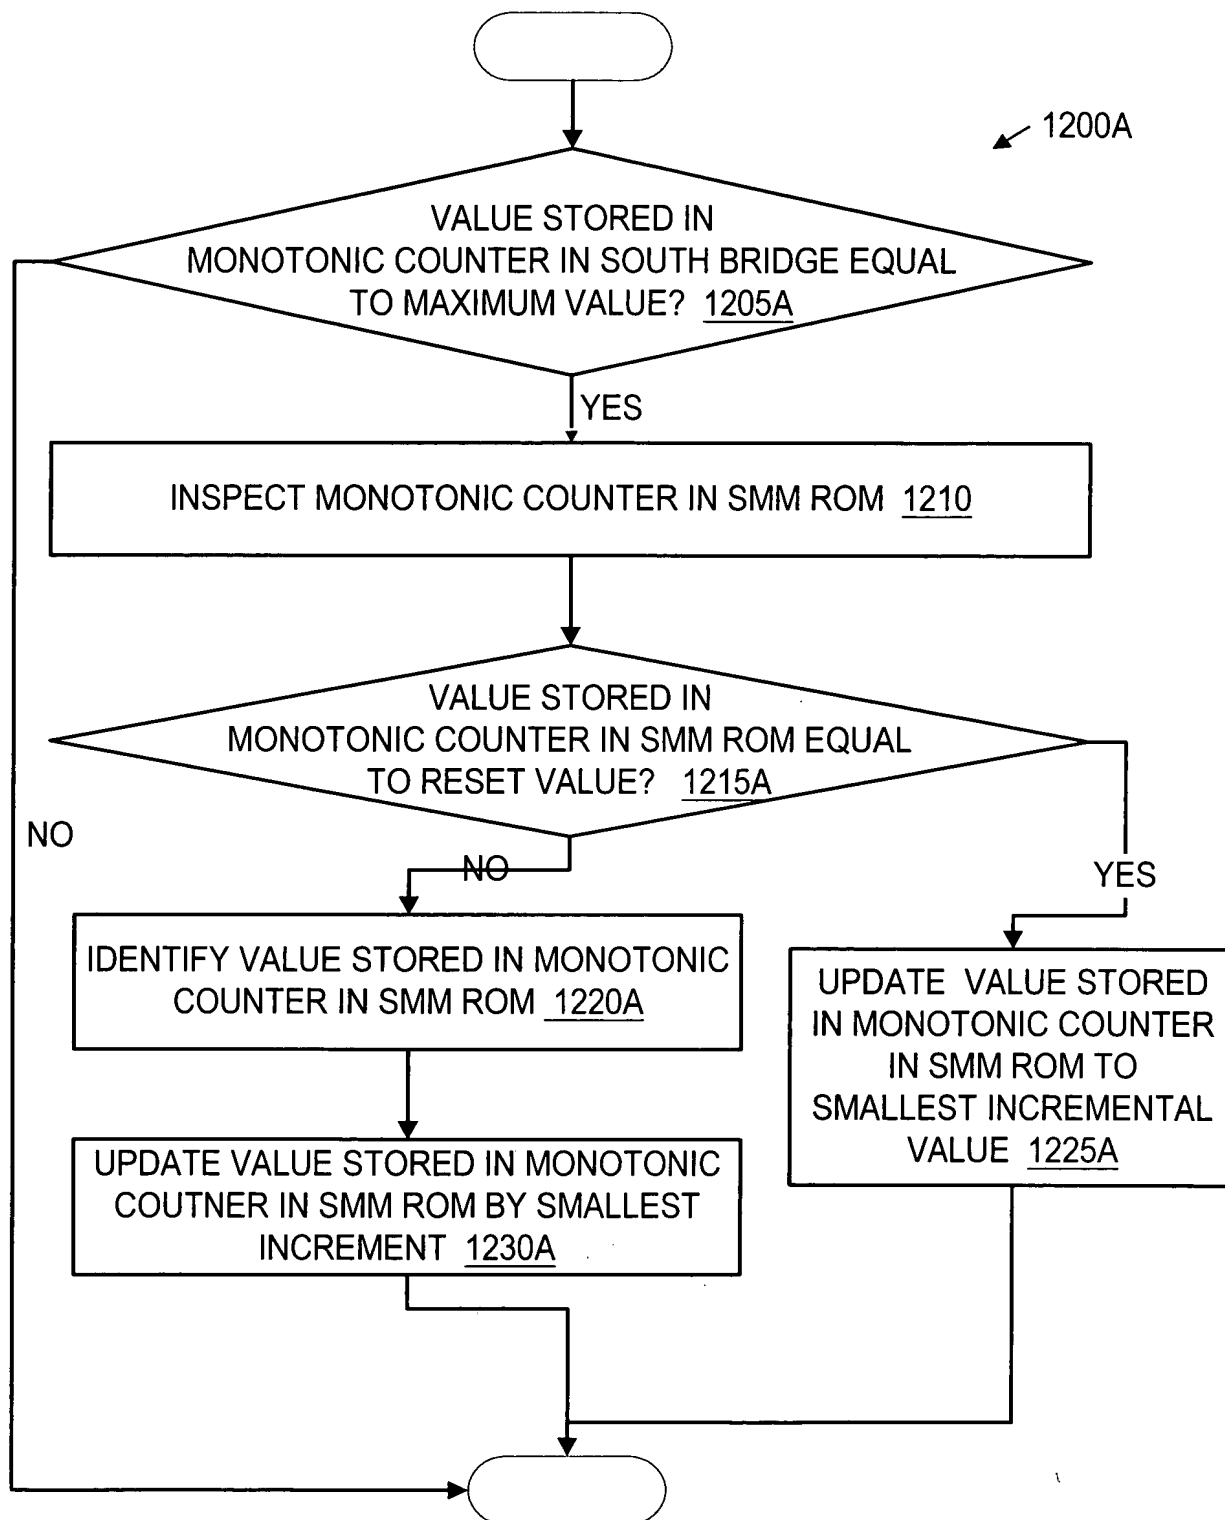 1200A
VALUE STORED IN
MONOTONIC COUNTER IN SOUTH BRIDGE EQUAL
TO MAXIMUM VALUE? 1205A
YES
INSPECT MONOTONIC COUNTER IN SMM ROM 1210
VALUE STORED IN
MONOTONIC COUNTER IN SMM ROM EQUAL
TO RESET VALUE? 1215A
NO
NO
YES
IDENTIFY VALUE STORED IN MONOTONIC
COUNTER IN SMM ROM 1220A
UPDATE VALUE STORED
IN MONOTONIC COUNTER
IN SMM ROM TO
SMALLEST INCREMENTAL
VALUE 1225A
UPDATE VALUE STORED IN MONOTONIC
COUTNER IN SMM ROM BY SMALLEST
INCREMENT 1230A